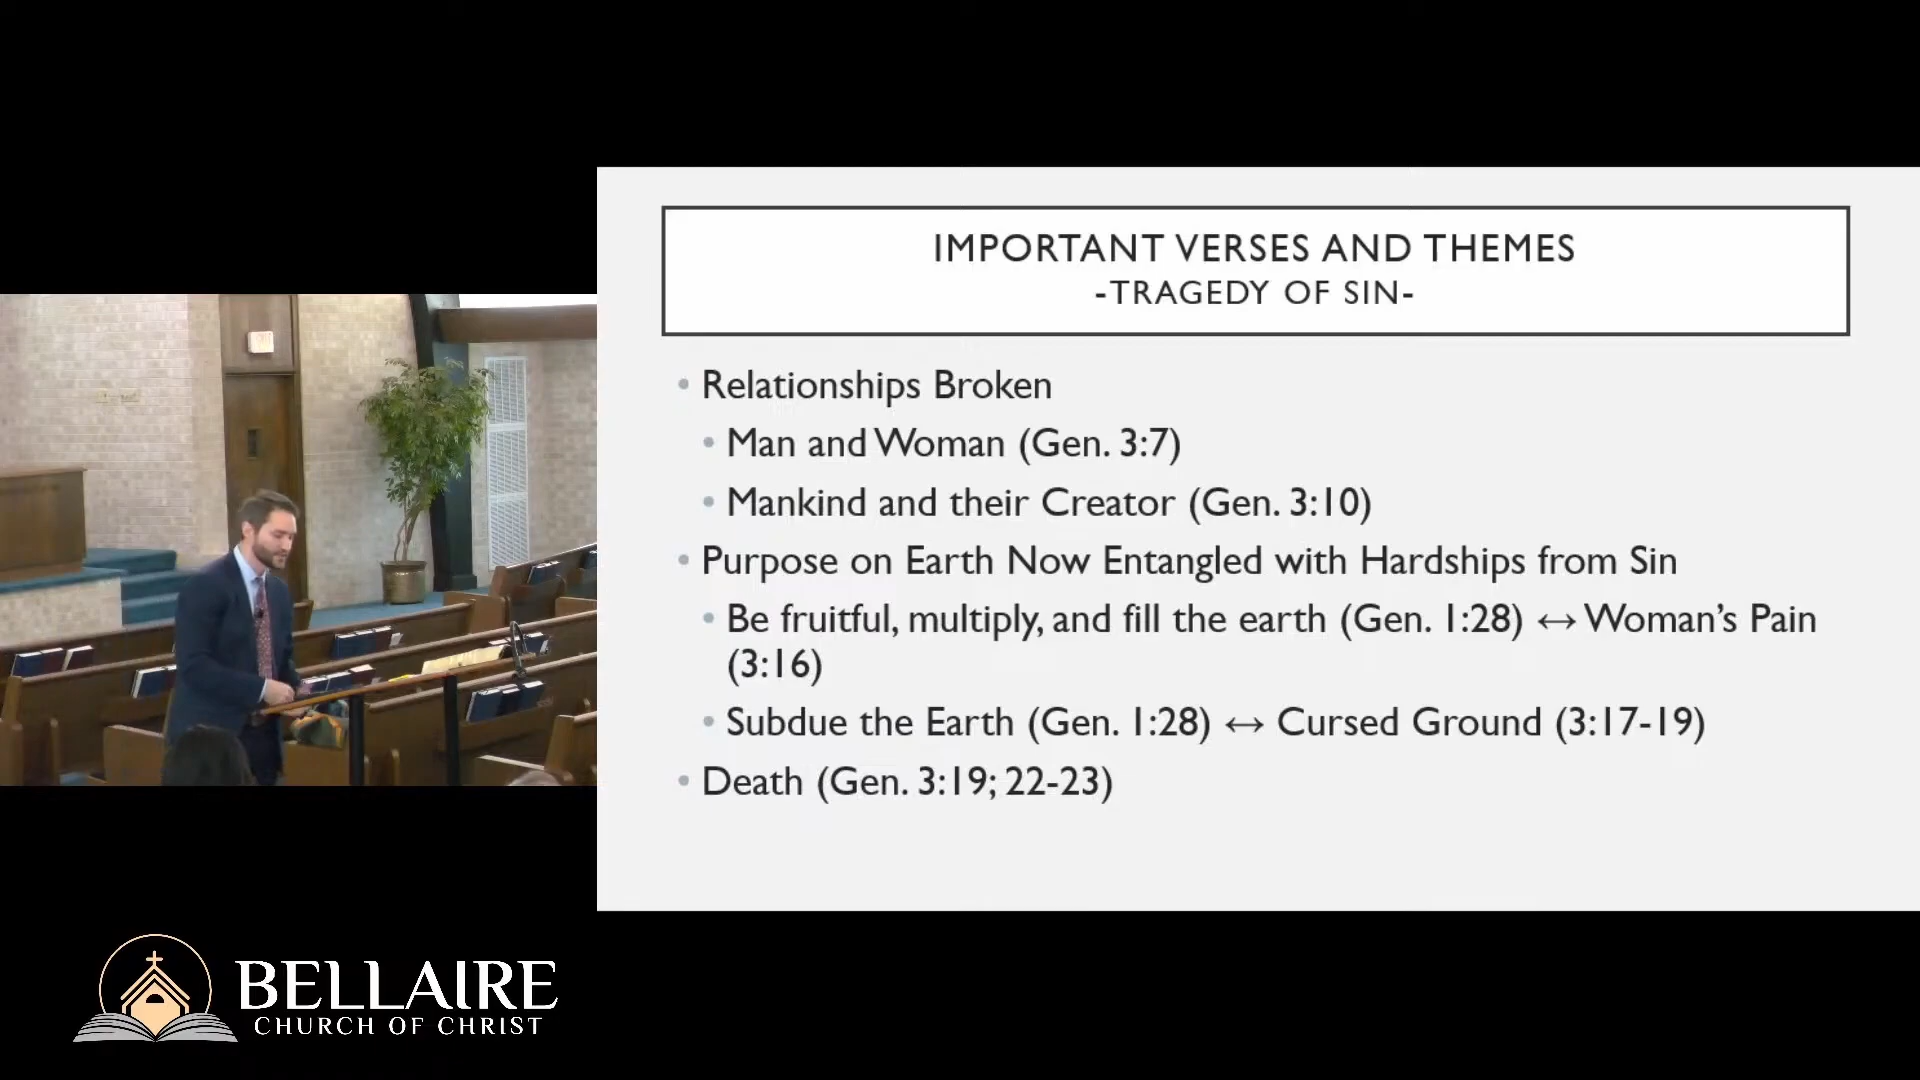 IMPORTANT VERSES AND THEMES
-TRAGEDY OF SIN-
• Relationships Broken
• Man and Woman (Gen. 3:7)
• Mankind and their Creator (Gen. 3:10)
• Purpose on Earth Now Entangled with Hardships from Sin
• Be fruitful, multiply, and fill the earth (Gen. 1:28) ↔ Woman's Pain
(3:16)
• Subdue the Earth (Gen. 1:28) ↔ Cursed Ground (3:17-19)
• Death (Gen. 3:19; 22-23)
BELLAIRE
CHURCH OF CHRIST